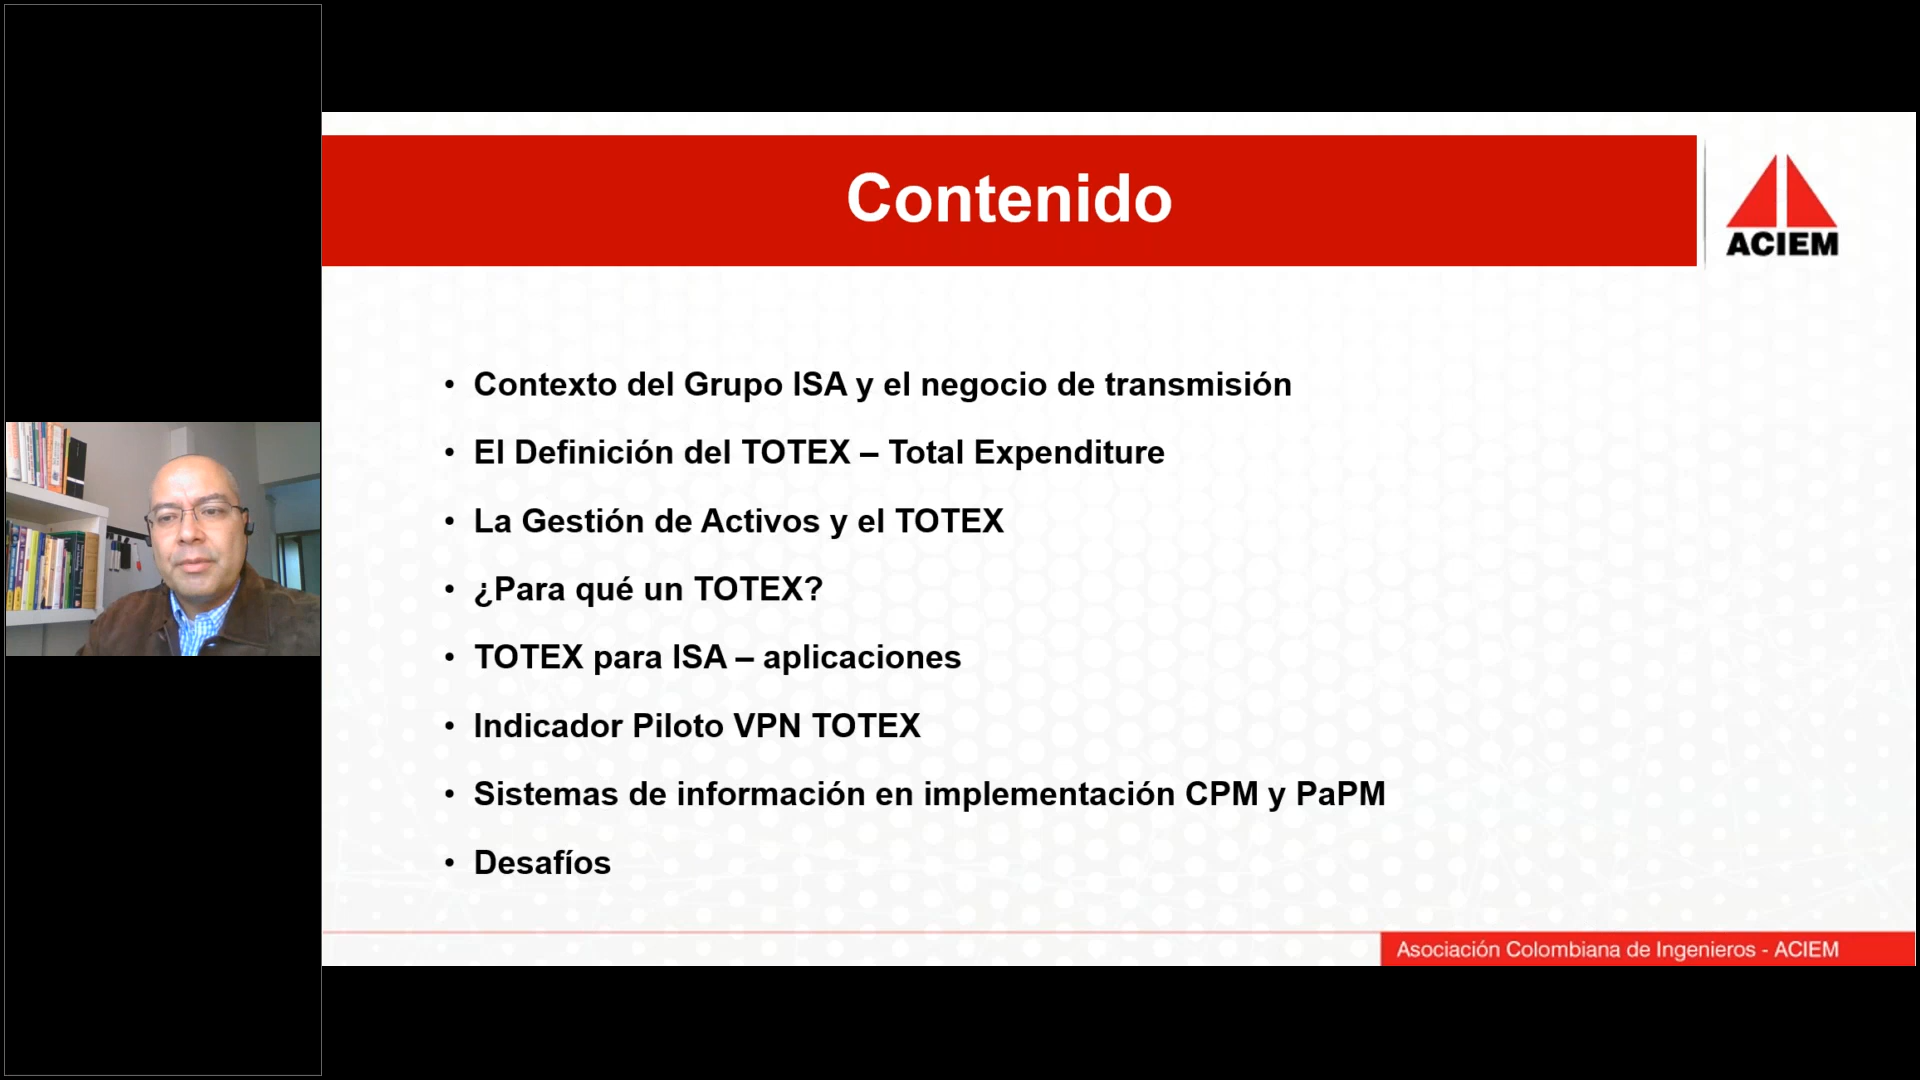 Contenido
ACIEM
• Contexto del Grupo ISA y el negocio de transmisión
• El Definición del TOTEX – Total Expenditure
• La Gestión de Activos y el TOTEX
• ¿Para qué un TOTEX?
• TOTEX para ISA – aplicaciones
• Indicador Piloto VPN TOTEX
• Sistemas de información en implementación CPM y PaPM
• Desafíos
Asociación Colombiana de Ingenieros - ACIEM